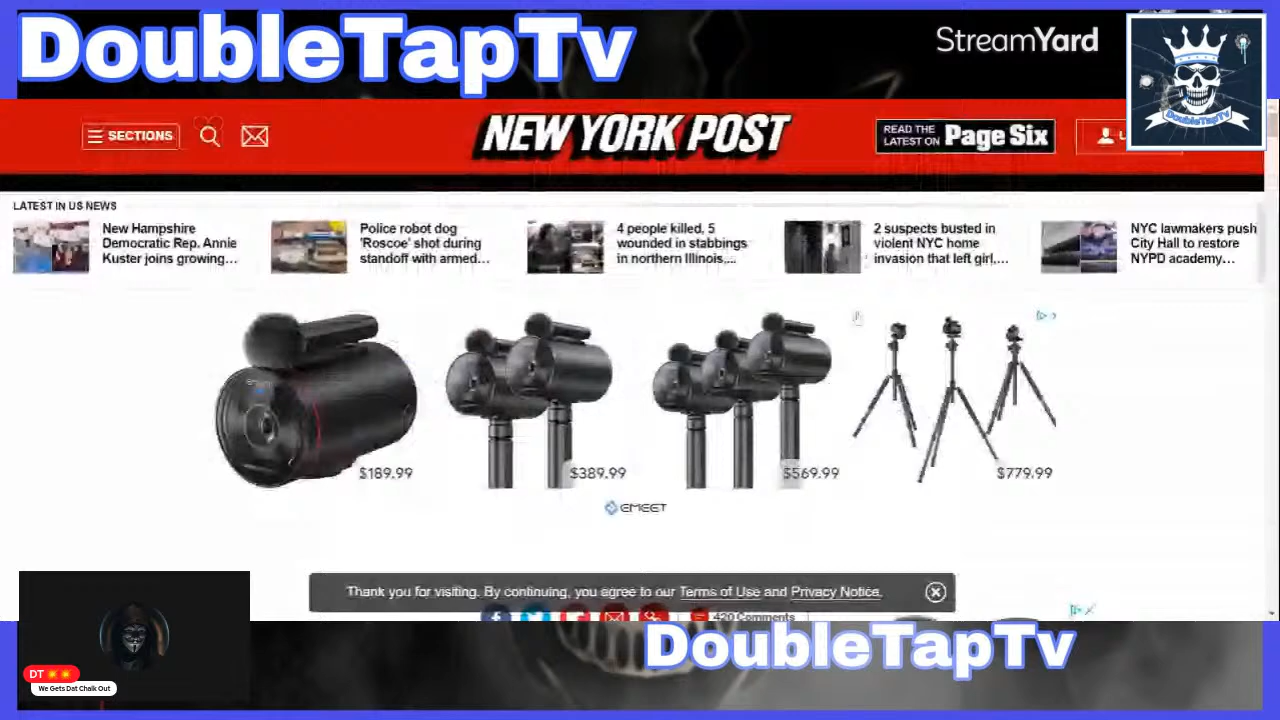 DoubleTapTv
StreamYard
DoubleTapTv
SECTIONS
NEW YORK POST
READ THE
LATEST ON Page Six
LATEST IN US NEWS
New Hampshire
Democratic Rep. Annie
Kuster joins growing...
Police robot dog
'Roscoe' shot during
standoff with armed...
4 people killed, 5
wounded in stabbings
in northern Illinois,...
2 suspects busted in
violent NYC home
invasion that left girl,...
NYC lawmakers push
City Hall to restore
NYPD academy...
$189.99
$389.99
$569.99
$779.99
EMEET
Thank you for visiting. By continuing, you agree to our Terms of Use and Privacy Notice.
420 Comments
DoubleTapTv
DT
We Gets Dat Chalk Out